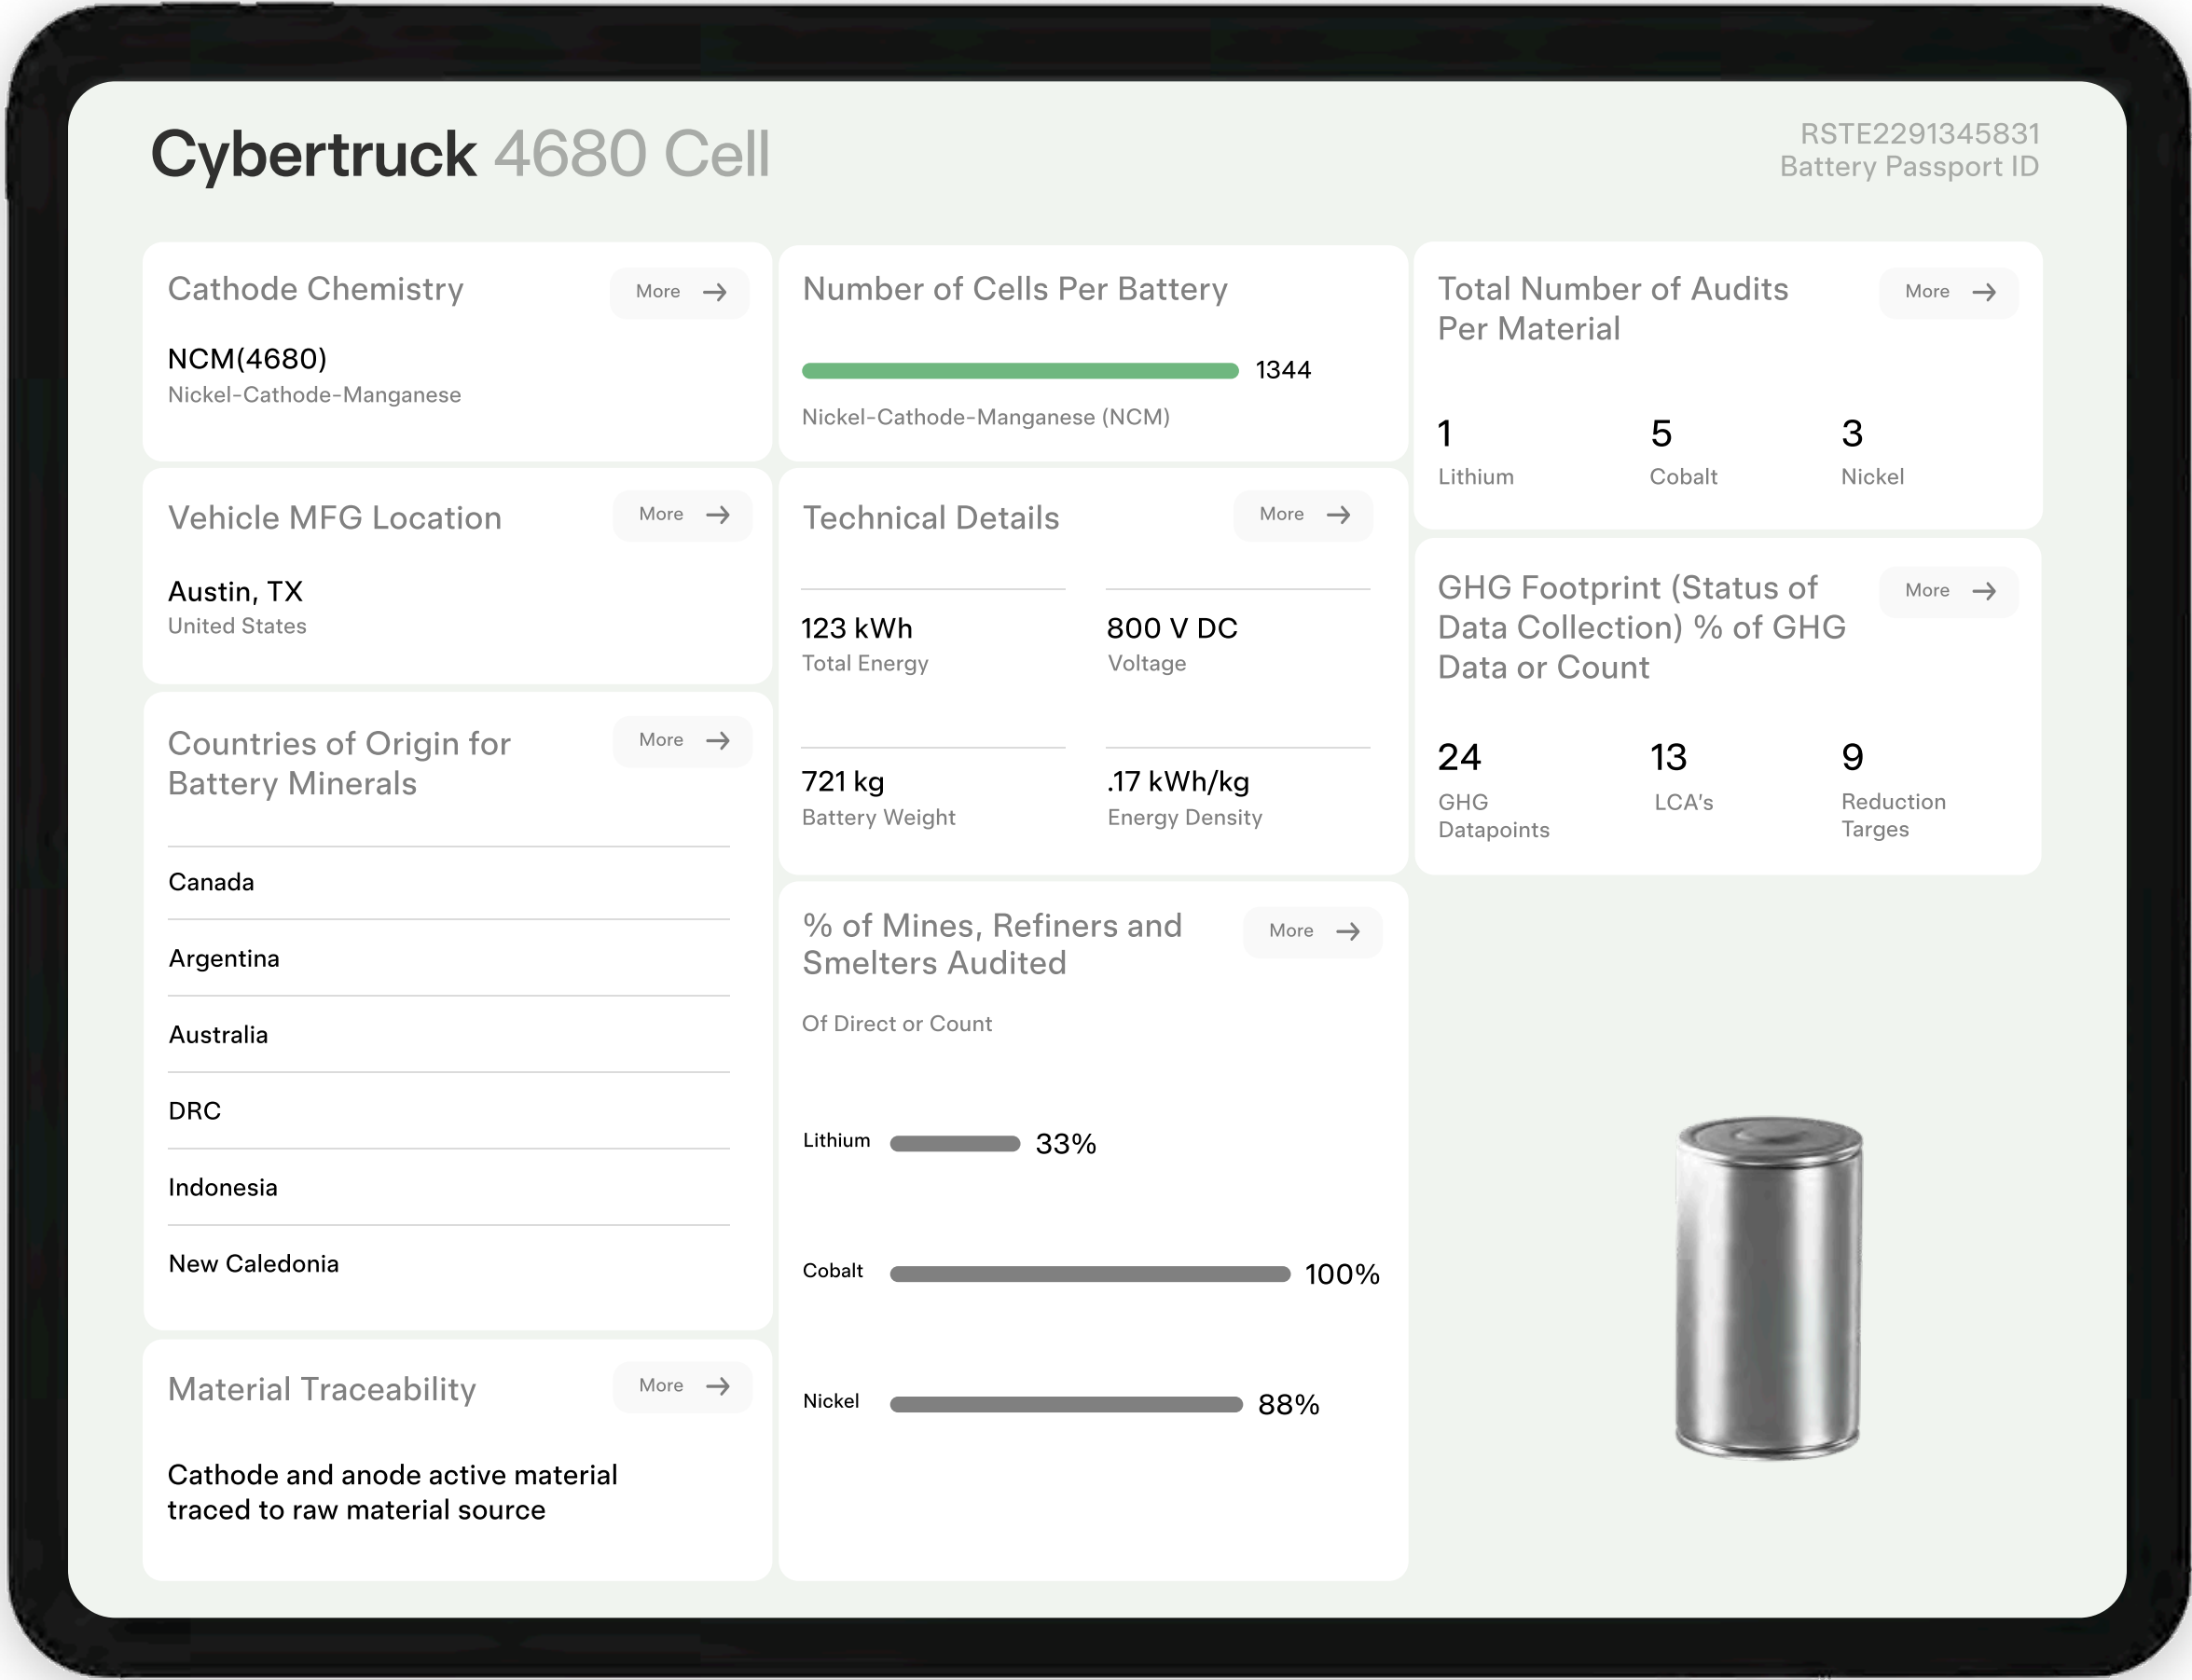 Cybertruck 4680 Cell
RSTE2291345831
Battery Passport ID
Cathode Chemistry
More
NCM(4680)
Nickel-Cathode-Manganese
Vehicle MFG Location
More
Austin, TX
United States
Countries of Origin for
Battery Minerals
More
Canada
Argentina
Australia
DRC
Indonesia
New Caledonia
Material Traceability
More
Cathode and anode active material
traced to raw material source
Number of Cells Per Battery
1344
Nickel-Cathode-Manganese (NCM)
Technical Details
More
123 kWh
Total Energy
800 V DC
Voltage
721 kg
Battery Weight
.17 kWh/kg
Energy Density
% of Mines, Refiners and
Smelters Audited
More
Of Direct or Count
Lithium 33%
Cobalt 100%
Nickel 88%
Total Number of Audits
Per Material
More
1
Lithium
5
Cobalt
3
Nickel
GHG Footprint (Status of
Data Collection) % of GHG
Data or Count
More
24
GHG
Datapoints
13
LCA's
9
Reduction
Targes